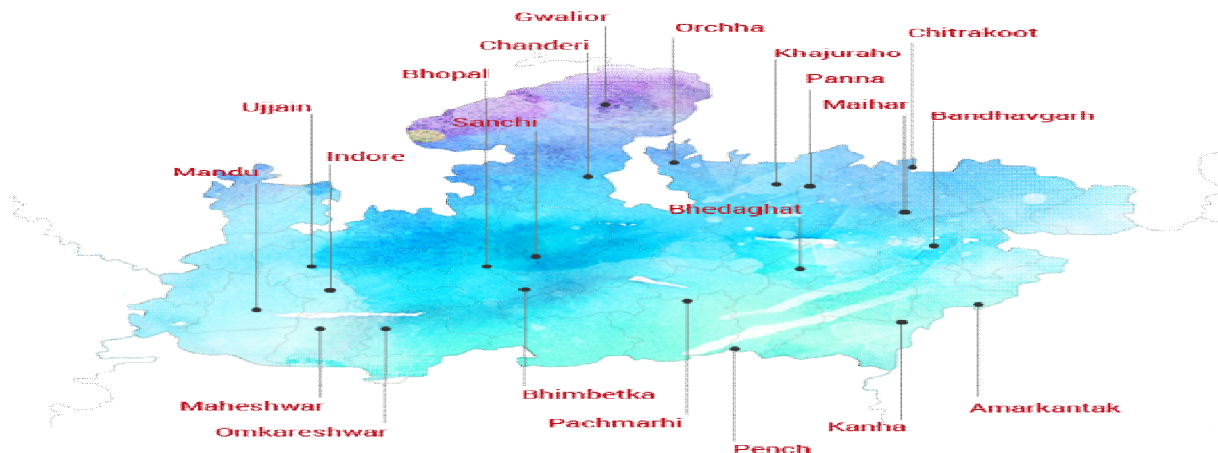 Gwalior
Orchha
Chitrakoot
Chanderi
Khajuraho
Bhopal
Panna
Ujjain
Maihar
Bandhavgarh
Sanchi
Indore
Mandu
Bhedaghat
Bhimbetka
Maheshwar
Amarkantak
Pachmarhi
Kanha
Omkareshwar
Pench